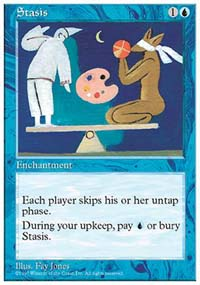 Stasis 1
Enchantment
Each player skips his or her untap
phase.
During your upkeep, pay or bury
Stasis.
Illus. Fay Jones